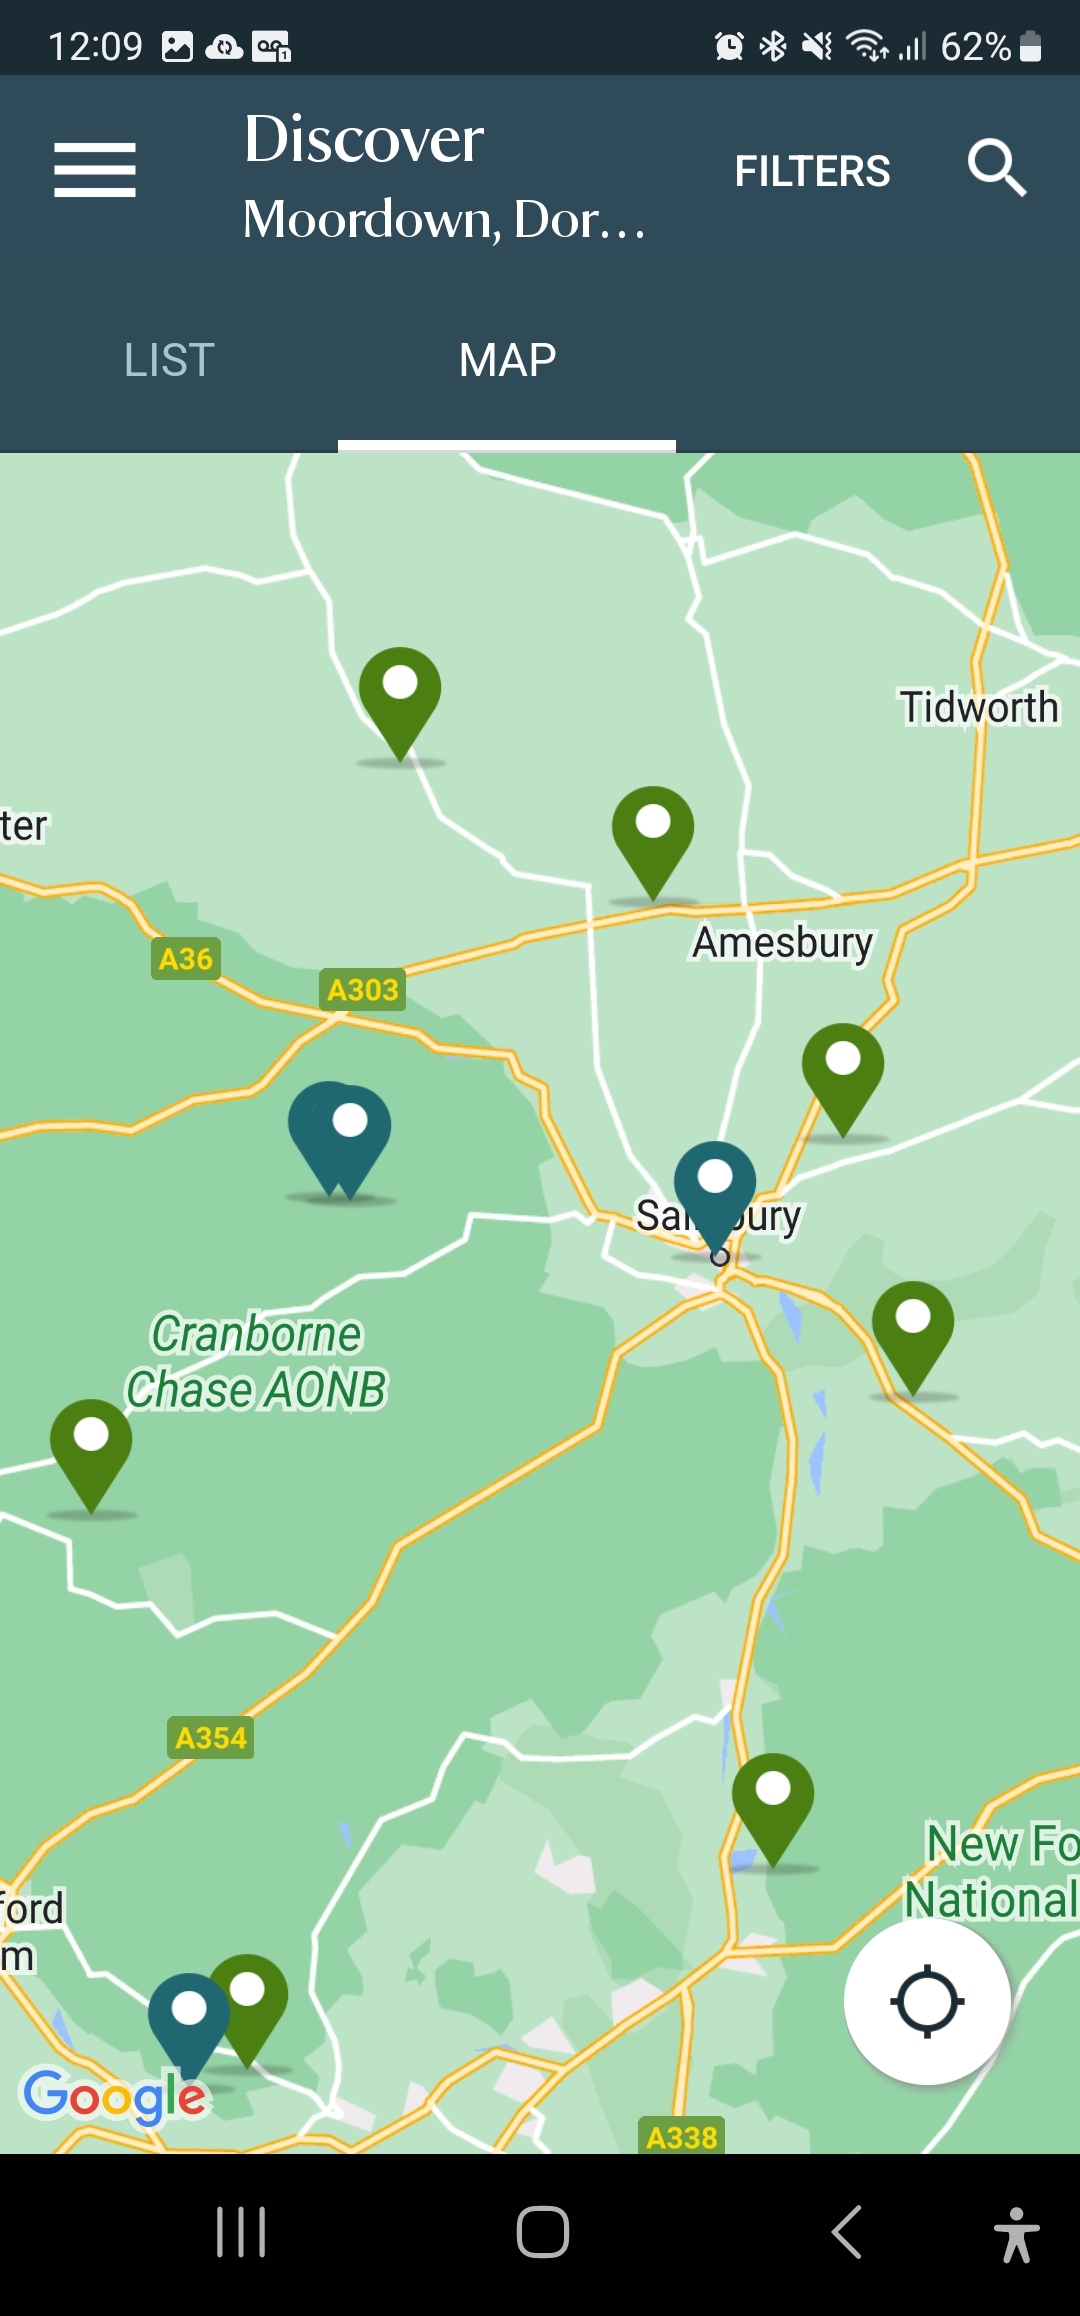 12:09
62%
Discover
Moordown, Dor...
FILTERS
LIST
MAP
Tidworth
ter
Amesbury
A36
A303
Cranborne
Chase AONB
A354
New Fo
National
ford
m
Google
A338